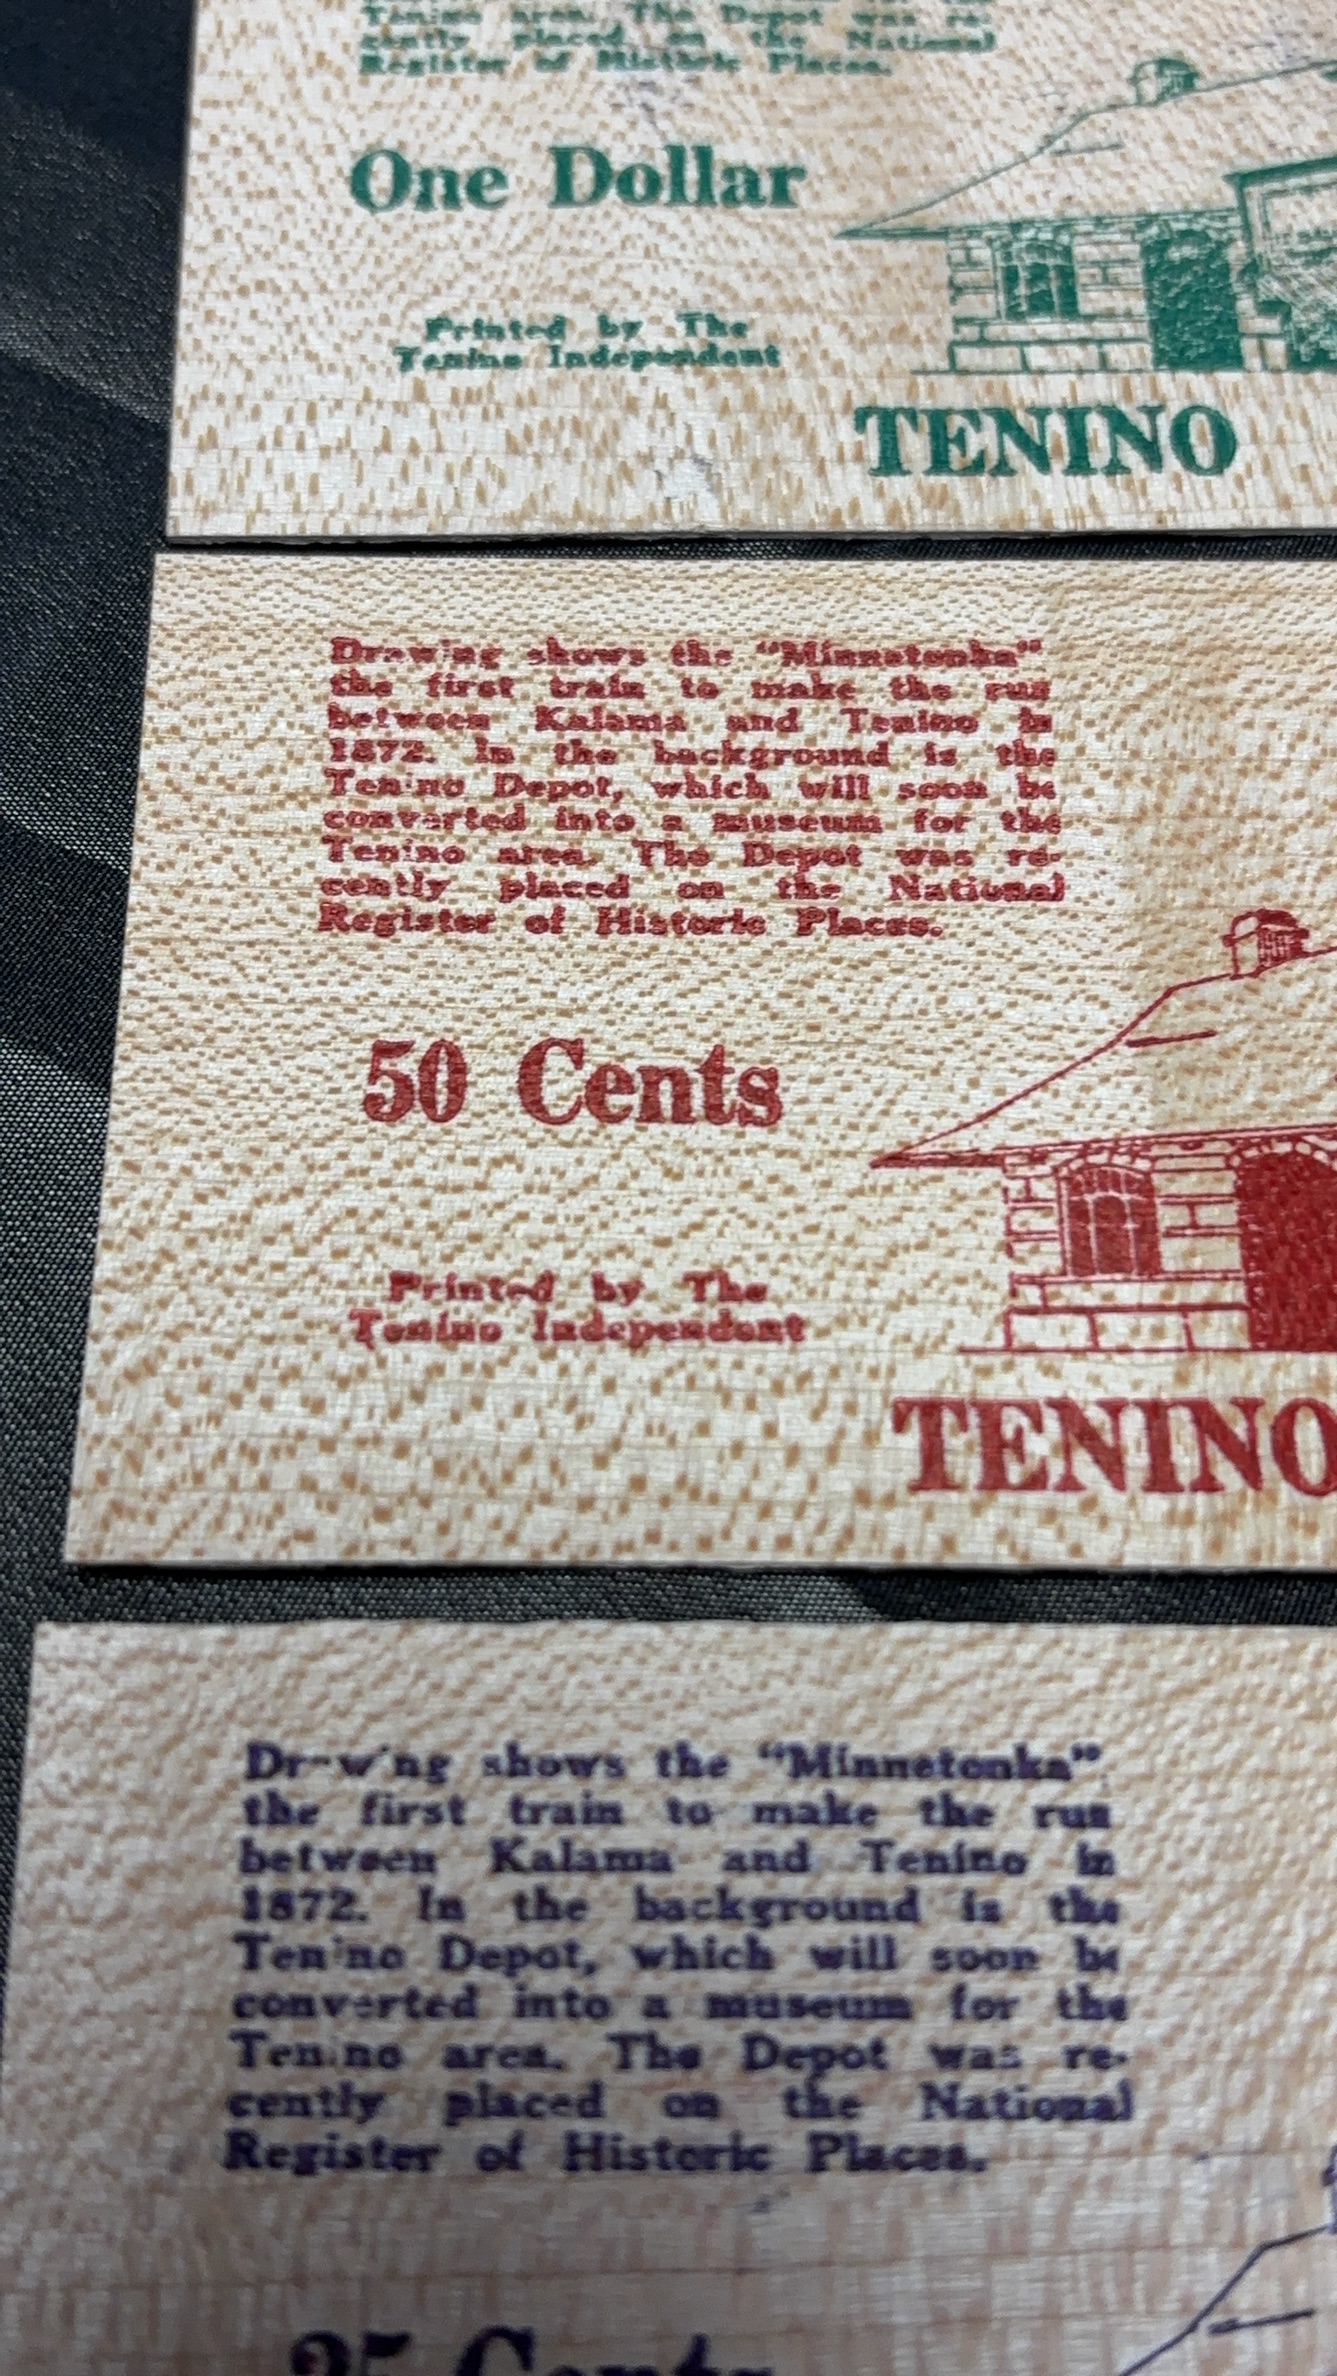 Tenino area. The Depot was re-
cently placed on the National
Register of Historic Places.
One Dollar
Printed by The
Tenino Independent
TENINO
Drawing shows the "Minnetonka"
the first train to make the run
between Kalama and Tenino in
1872. In the background is the
Tenino Depot, which will soon be
converted into a museum for the
Tenino area. The Depot was re-
cently placed on the National
Register of Historic Places.
50 Cents
Printed by The
Tenino Independent
TENINO
Drawing shows the "Minnetonka"
the first train to make the run
between Kalama and Tenino in
1872. In the background is the
Tenino Depot, which will soon be
converted into a museum for the
Tenino area. The Depot was re-
cently placed on the National
Register of Historic Places.
25 Cents